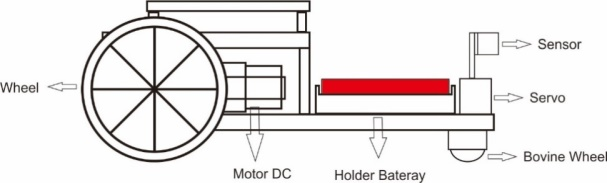 Sensor
Wheel
Servo
Bovine Wheel
Motor DC
Holder Bateray